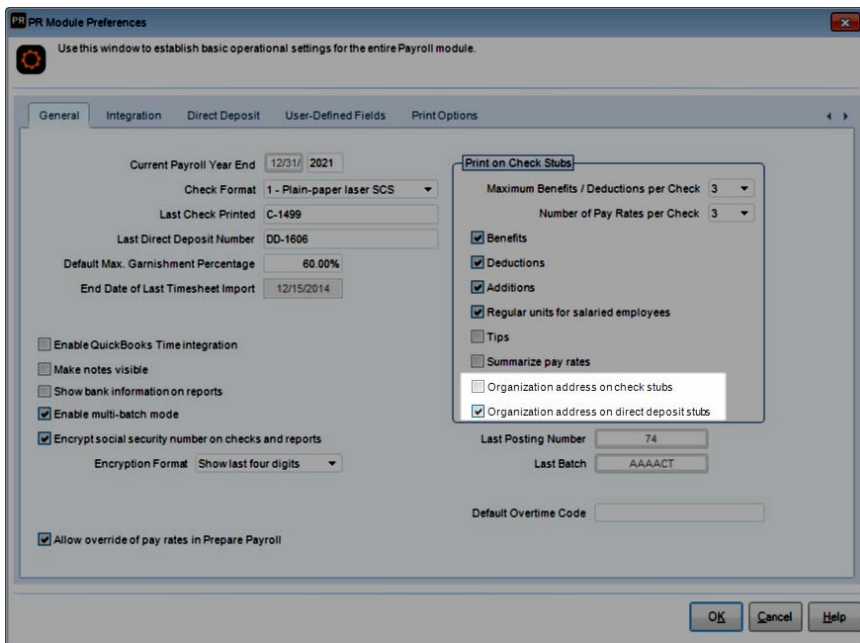 PR PR Module Preferences
Use this window to establish basic operational settings for the entire Payroll module.
General Integration Direct Deposit User-Defined Fields Print Options
Current Payroll Year End 12/31/ 2021
Check Format 1 - Plain-paper laser SCS
Last Check Printed C-1499
Last Direct Deposit Number DD-1606
Default Max. Garnishment Percentage 60.00%
End Date of Last Timesheet Import 12/15/2014
Enable QuickBooks Time integration
Make notes visible
Show bank information on reports
Enable multi-batch mode
Encrypt social security number on checks and reports
Encryption Format Show last four digits
Allow override of pay rates in Prepare Payroll
Print on Check Stubs
Maximum Benefits / Deductions per Check 3
Number of Pay Rates per Check 3
Benefits
Deductions
Additions
Regular units for salaried employees
Tips
Summarize pay rates
Organization address on check stubs
Organization address on direct deposit stubs
Last Posting Number 74
Last Batch AAAACT
Default Overtime Code
OK Cancel Help